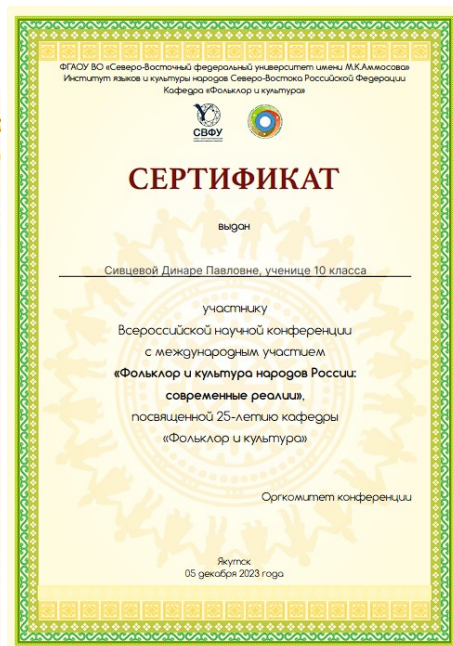 ФГАОУ ВО «Северо-Восточный федеральный университет имени М.К.Аммосова»
Институт языков и культуры народов Северо-Востока Российской Федерации
Кафедра «Фольклор и культура»
СВФУ
СЕРТИФИКАТ
выдан
Сивцевой Динаре Павловне, ученице 10 класса
участнику
Всероссийской научной конференции
с международным участием
«Фольклор и культура народов России:
современные реалии»,
посвященной 25-летию кафедры
«Фольклор и культура»
Оргкомитет конференции
Якутск
05 декабря 2023 года